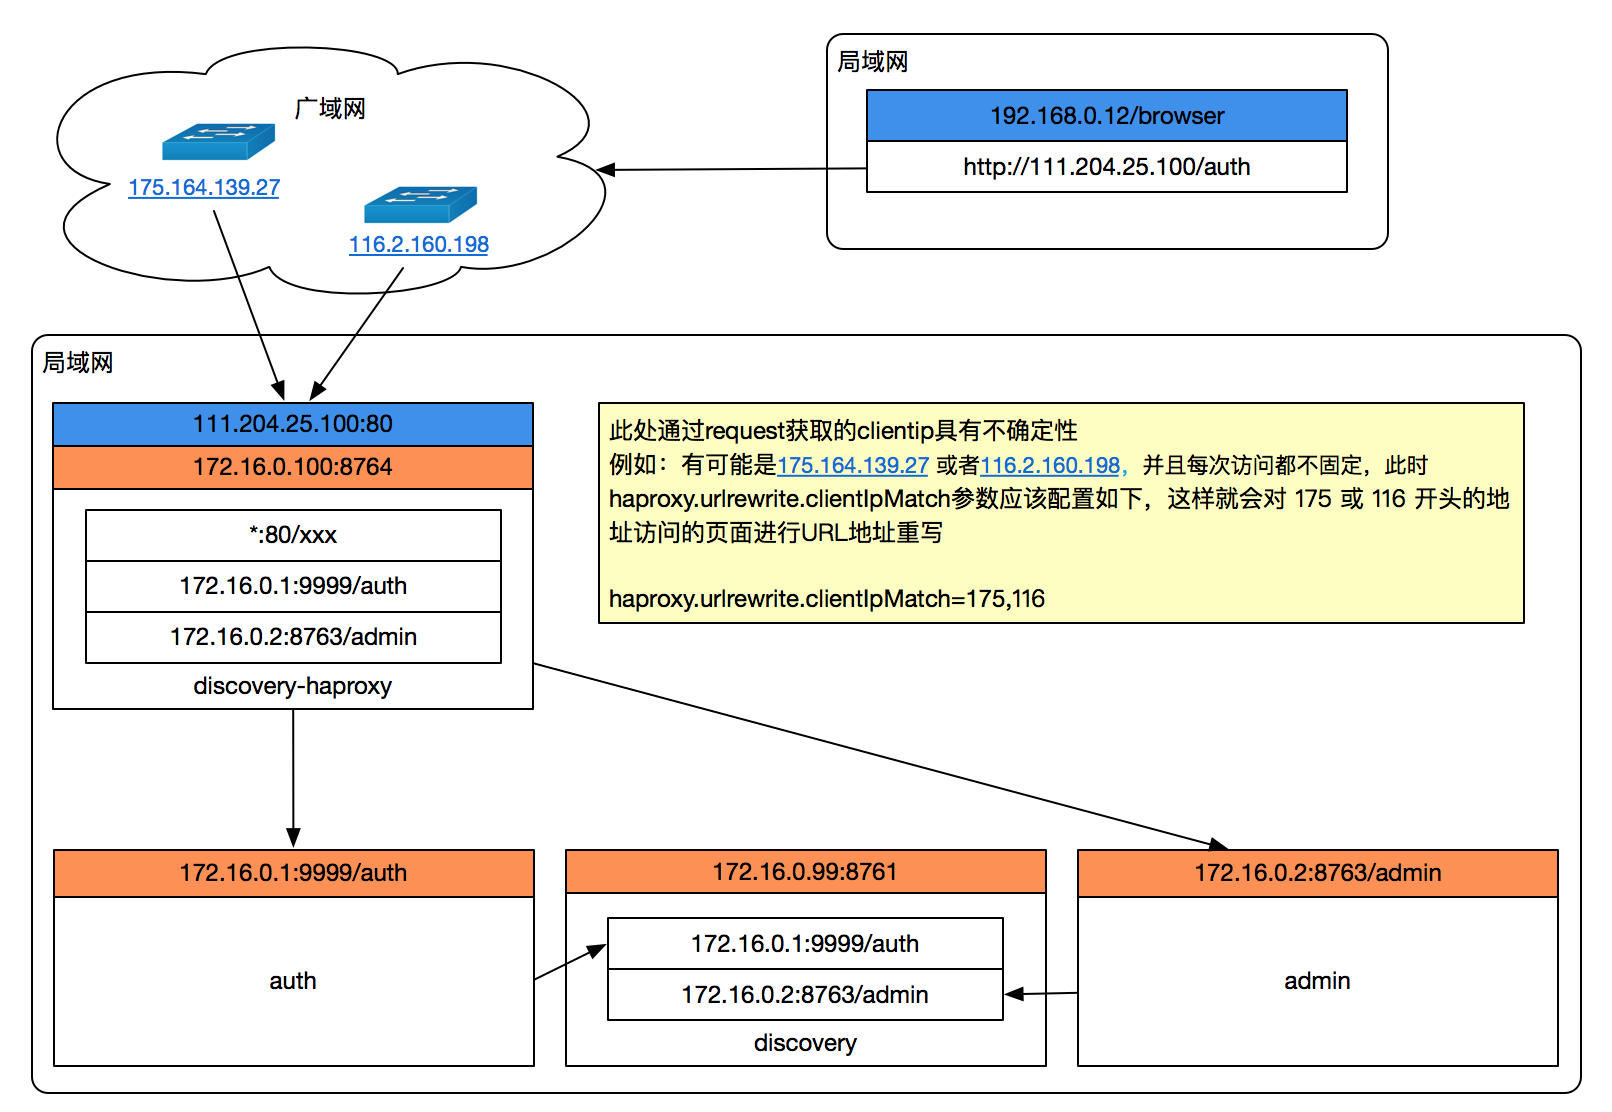 广域网
175.164.139.27
116.2.160.198
局域网
192.168.0.12/browser
http://111.204.25.100/auth
局域网
111.204.25.100:80
172.16.0.100:8764
*:80/xxx
172.16.0.1:9999/auth
172.16.0.2:8763/admin
discovery-haproxy
此处通过request获取的clientip具有不确定性
例如：有可能是175.164.139.27 或者116.2.160.198，并且每次访问都不固定，此时
haproxy.urlrewrite.clientIpMatch参数应该配置如下，这样就会对 175 或 116 开头的地
址访问的页面进行URL地址重写
haproxy.urlrewrite.clientIpMatch=175,116
172.16.0.1:9999/auth
auth
172.16.0.99:8761
172.16.0.1:9999/auth
172.16.0.2:8763/admin
discovery
172.16.0.2:8763/admin
admin